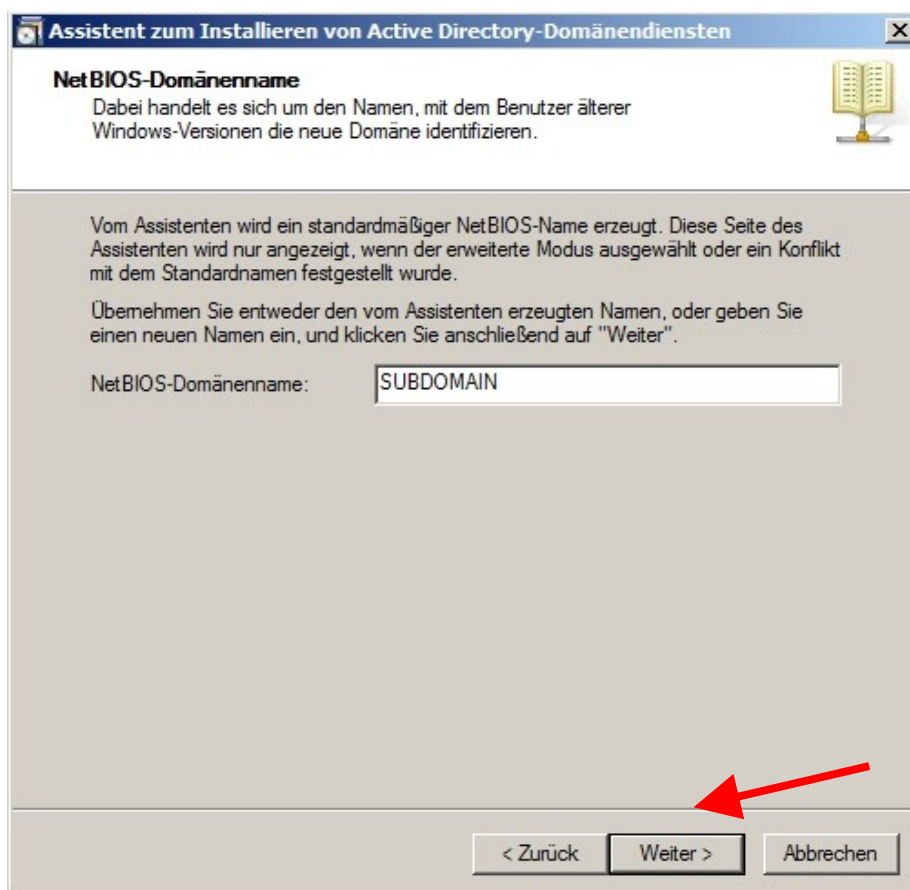 Assistent zum Installieren von Active Directory-Domänendiensten
NetBIOS-Domänenname
Dabei handelt es sich um den Namen, mit dem Benutzer älterer
Windows-Versionen die neue Domäne identifizieren.
Vom Assistenten wird ein standardmäßiger NetBIOS-Name erzeugt. Diese Seite des
Assistenten wird nur angezeigt, wenn der erweiterte Modus ausgewählt oder ein Konflikt
mit dem Standardnamen festgestellt wurde.
Übernehmen Sie entweder den vom Assistenten erzeugten Namen, oder geben Sie
einen neuen Namen ein, und klicken Sie anschließend auf "Weiter".
NetBIOS-Domänenname: SUBDOMAIN
< Zurück Weiter > Abbrechen